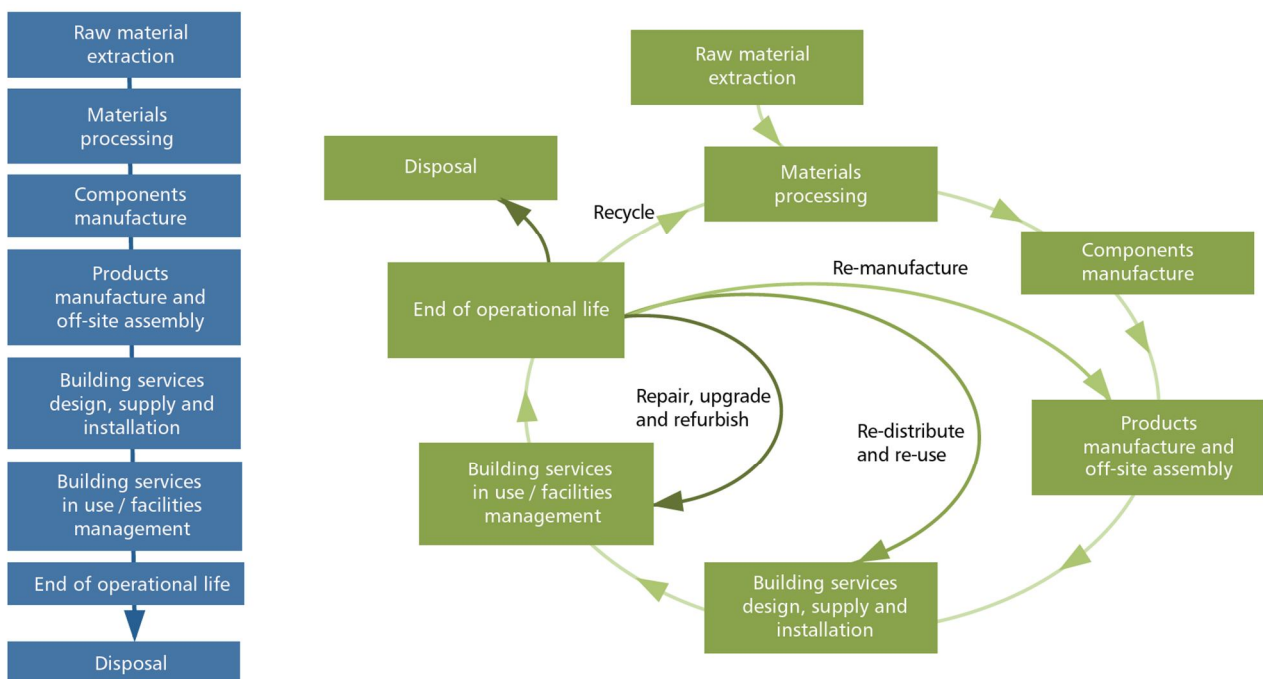 Raw material
extraction
Materials
processing
Components
manufacture
Products
manufacture and
off-site assembly
Building services
design, supply and
installation
Building services
in use / facilities
management
End of operational life
Disposal
Raw material
extraction
Disposal
Materials
processing
Recycle
Components
manufacture
Re-manufacture
End of operational life
Repair, upgrade
and refurbish
Re-distribute
and re-use
Products
manufacture and
off-site assembly
Building services
in use / facilities
management
Building services
design, supply and
installation